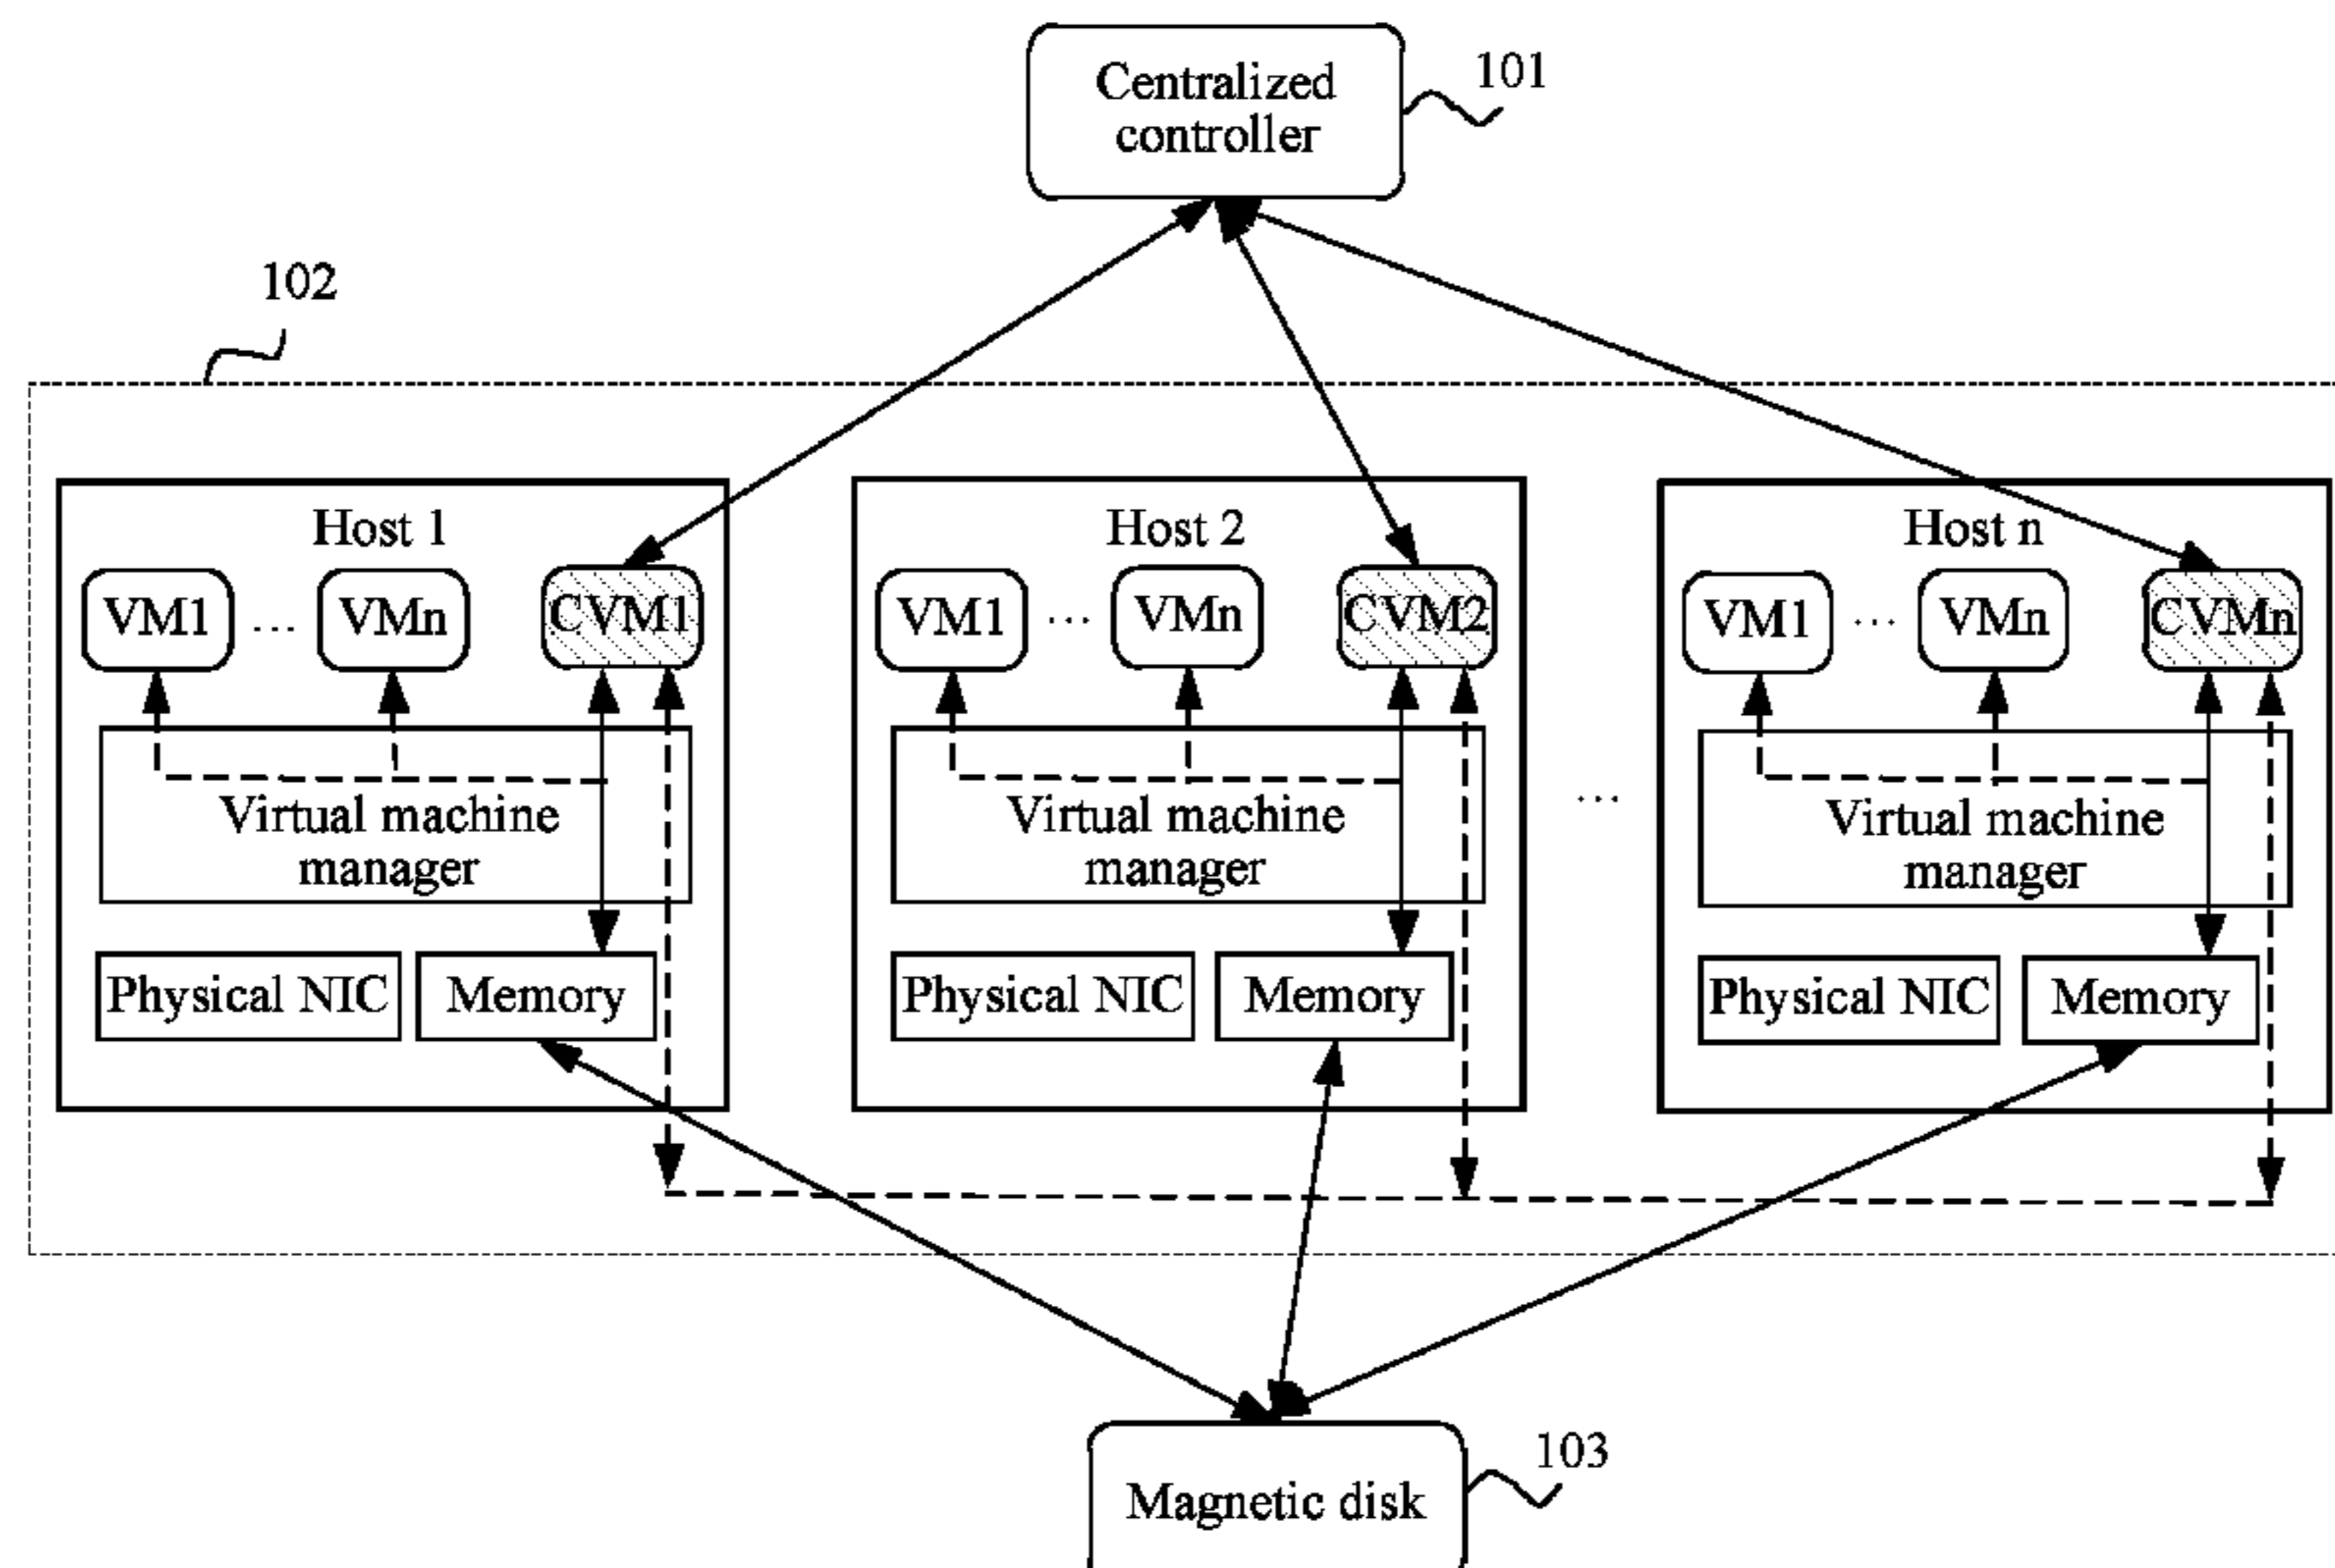 Centralized
controller
101
102
Host 1
VM1
...
VMn
CVM1
Virtual machine
manager
Physical NIC
Memory
Host 2
VM1
...
VMn
CVM2
Virtual machine
manager
Physical NIC
Memory
...
Host n
VM1
...
VMn
CVMn
Virtual machine
manager
Physical NIC
Memory
Magnetic disk
103